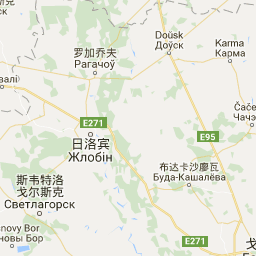 Doŭsk
Доўск
Karma
Карма
罗加乔夫
Рагачоў
E271
E95
日洛宾
Жлобін
斯韦特洛
戈尔斯克
Светлагорск
布达卡沙廖瓦
Буда-Кашалёва
E271